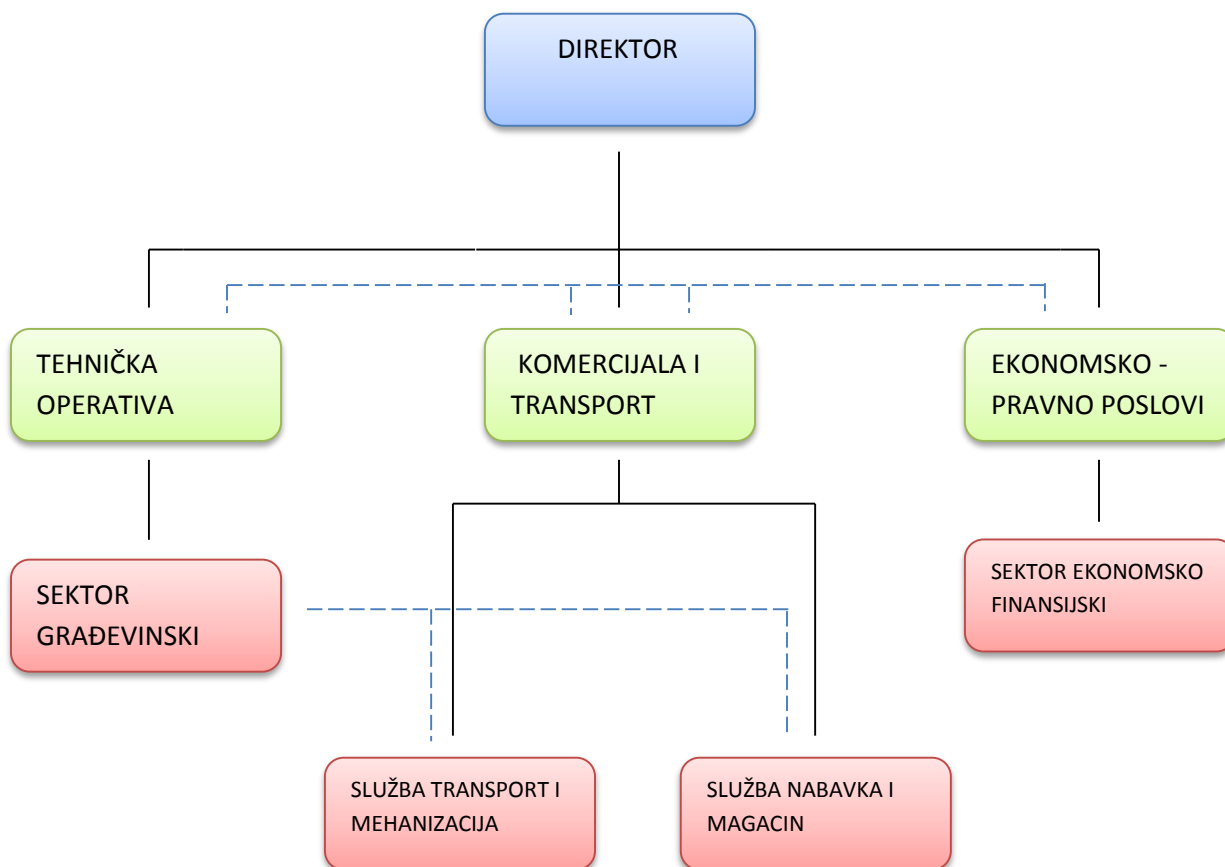 DIREKTOR
TEHNIČKA
OPERATIVA
KOMERCIJALA I
TRANSPORT
EKONOMSKO -
PRAVNO POSLOVI
SEKTOR
GRAĐEVINSKI
SEKTOR EKONOMSKO
FINANSIJSKI
SLUŽBA TRANSPORT I
MEHANIZACIJA
SLUŽBA NABAVKA I
MAGACIN